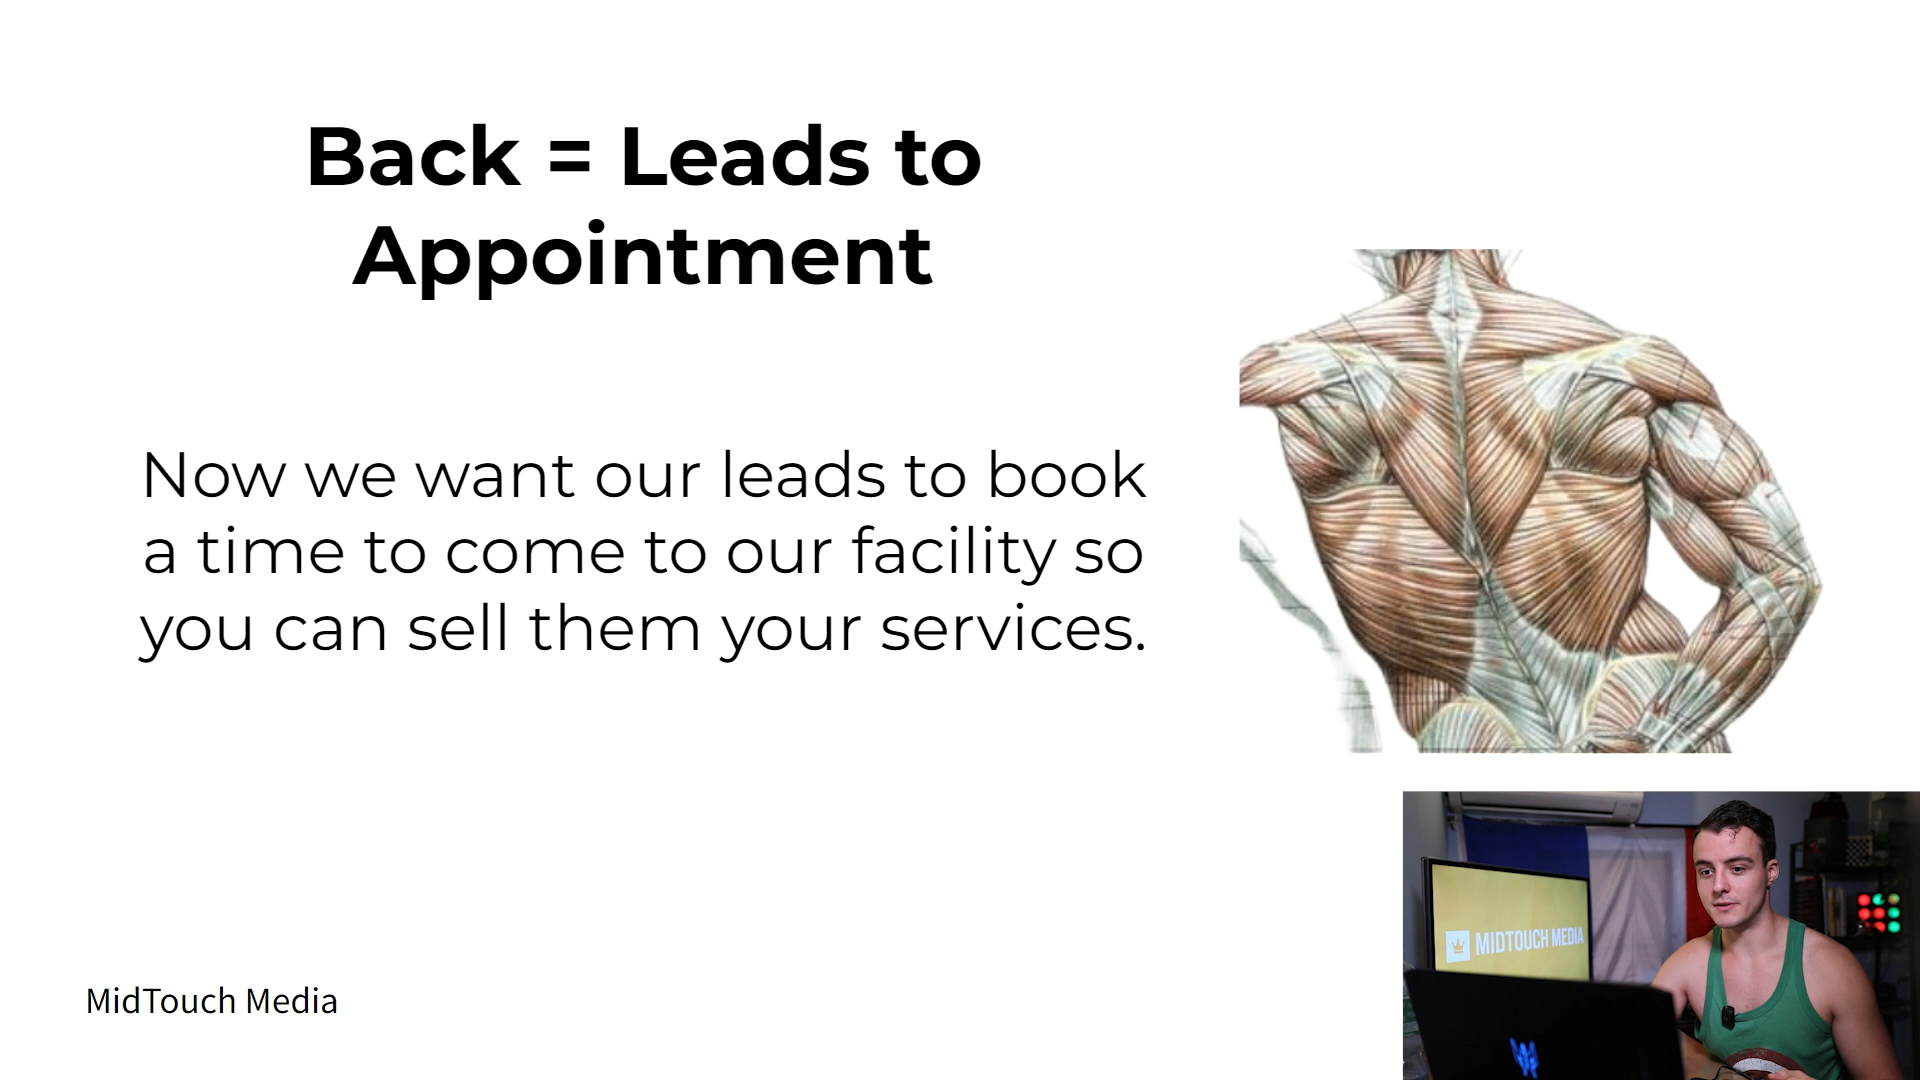 Back = Leads to
Appointment
Now we want our leads to book
a time to come to our facility so
you can sell them your services.
MIDTOUCH MEDIA
MidTouch Media